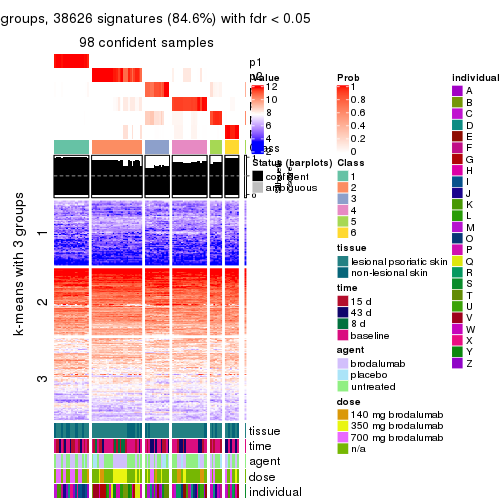 groups, 38626 signatures (84.6%) with fdr < 0.05
98 confident samples
p1
Value
12
10
8
6
4
Prob
1
0.8
0.6
0.4
0.2
0
individual
A
B
C
D
E
F
G
H
I
J
K
L
M
O
P
Q
R
S
T
U
V
W
X
Y
Z
Status (barplots)
confident
ambiguous
Class
1
2
3
4
5
6
tissue
lesional psoriatic skin
non-lesional skin
time
15 d
43 d
8 d
baseline
agent
brodalumab
placebo
untreated
dose
140 mg brodalumab
350 mg brodalumab
700 mg brodalumab
n/a
k-means with 3 groups
1
2
3
tissue
time
agent
dose
individual